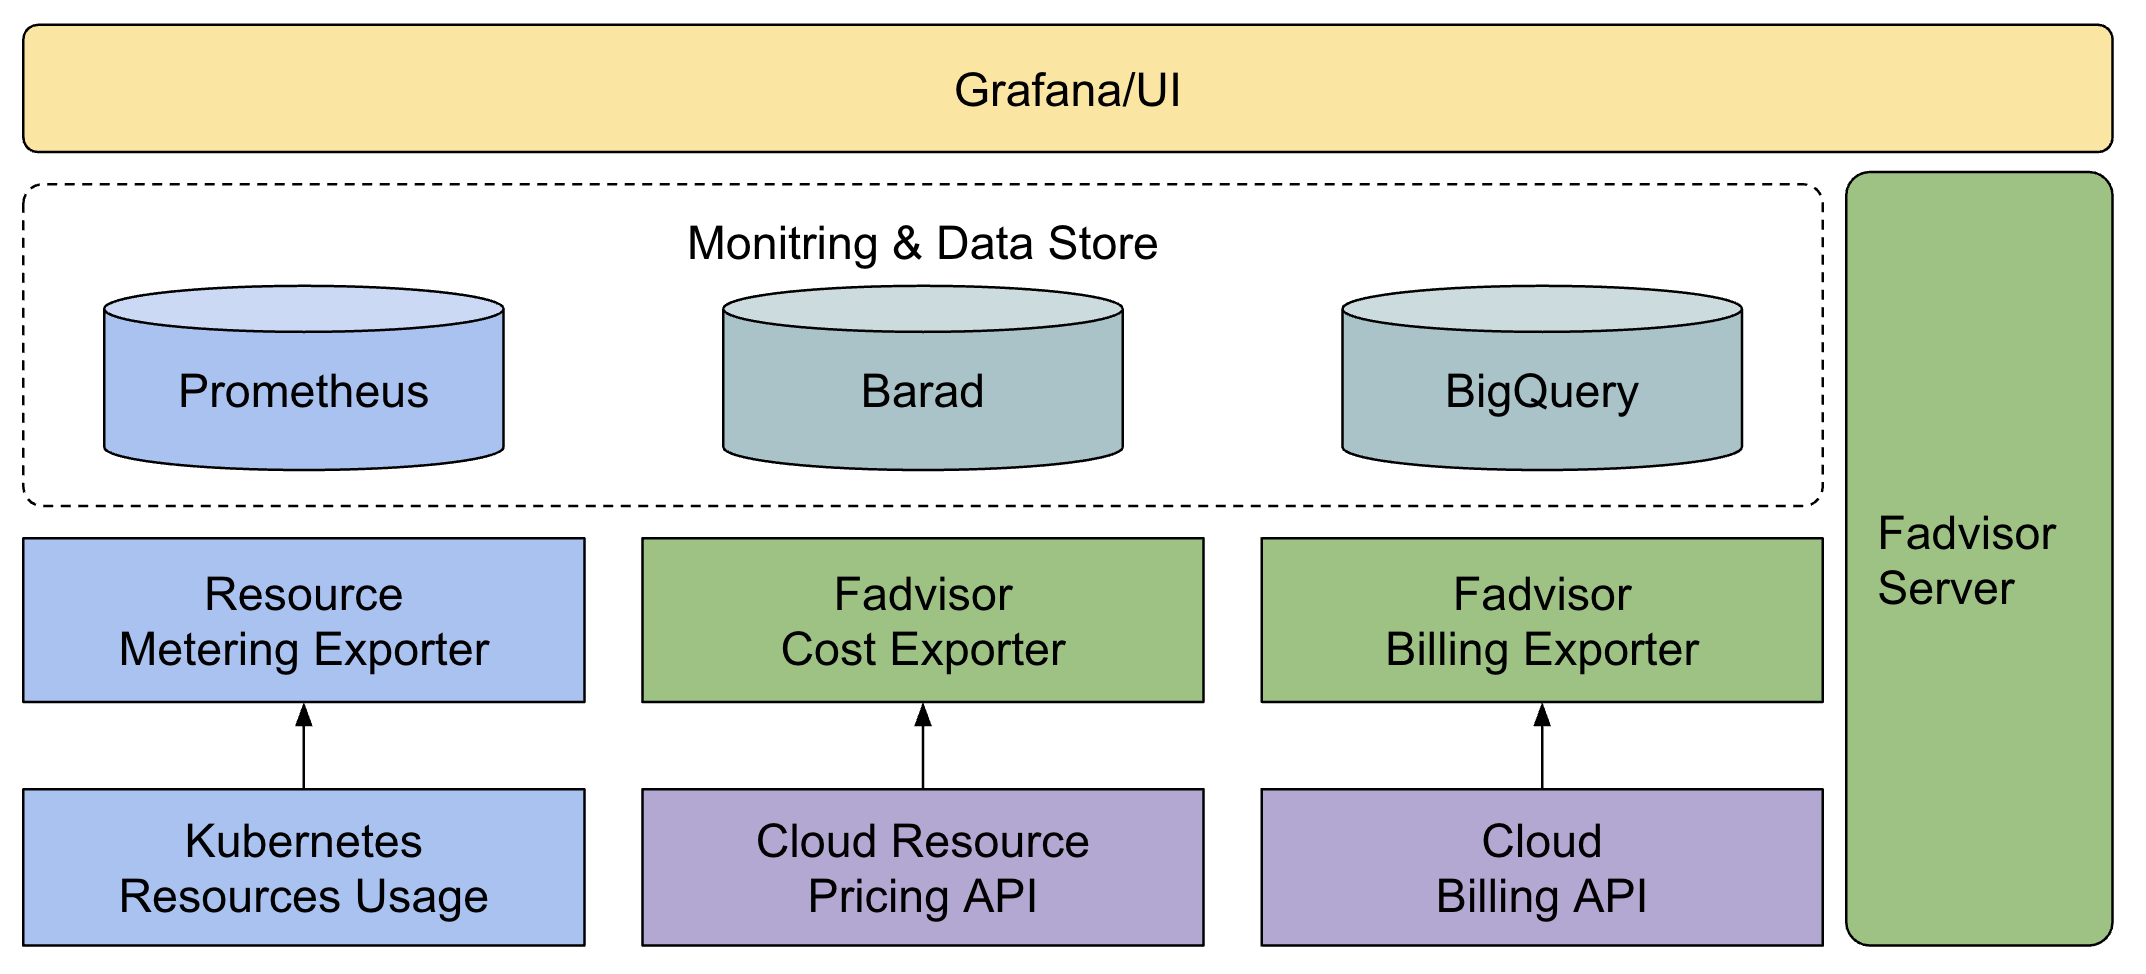 Grafana/UI
Monitring & Data Store
Prometheus
Barad
BigQuery
Resource
Metering Exporter
Fadvisor
Cost Exporter
Fadvisor
Billing Exporter
Fadvisor
Server
Kubernetes
Resources Usage
Cloud Resource
Pricing API
Cloud
Billing API